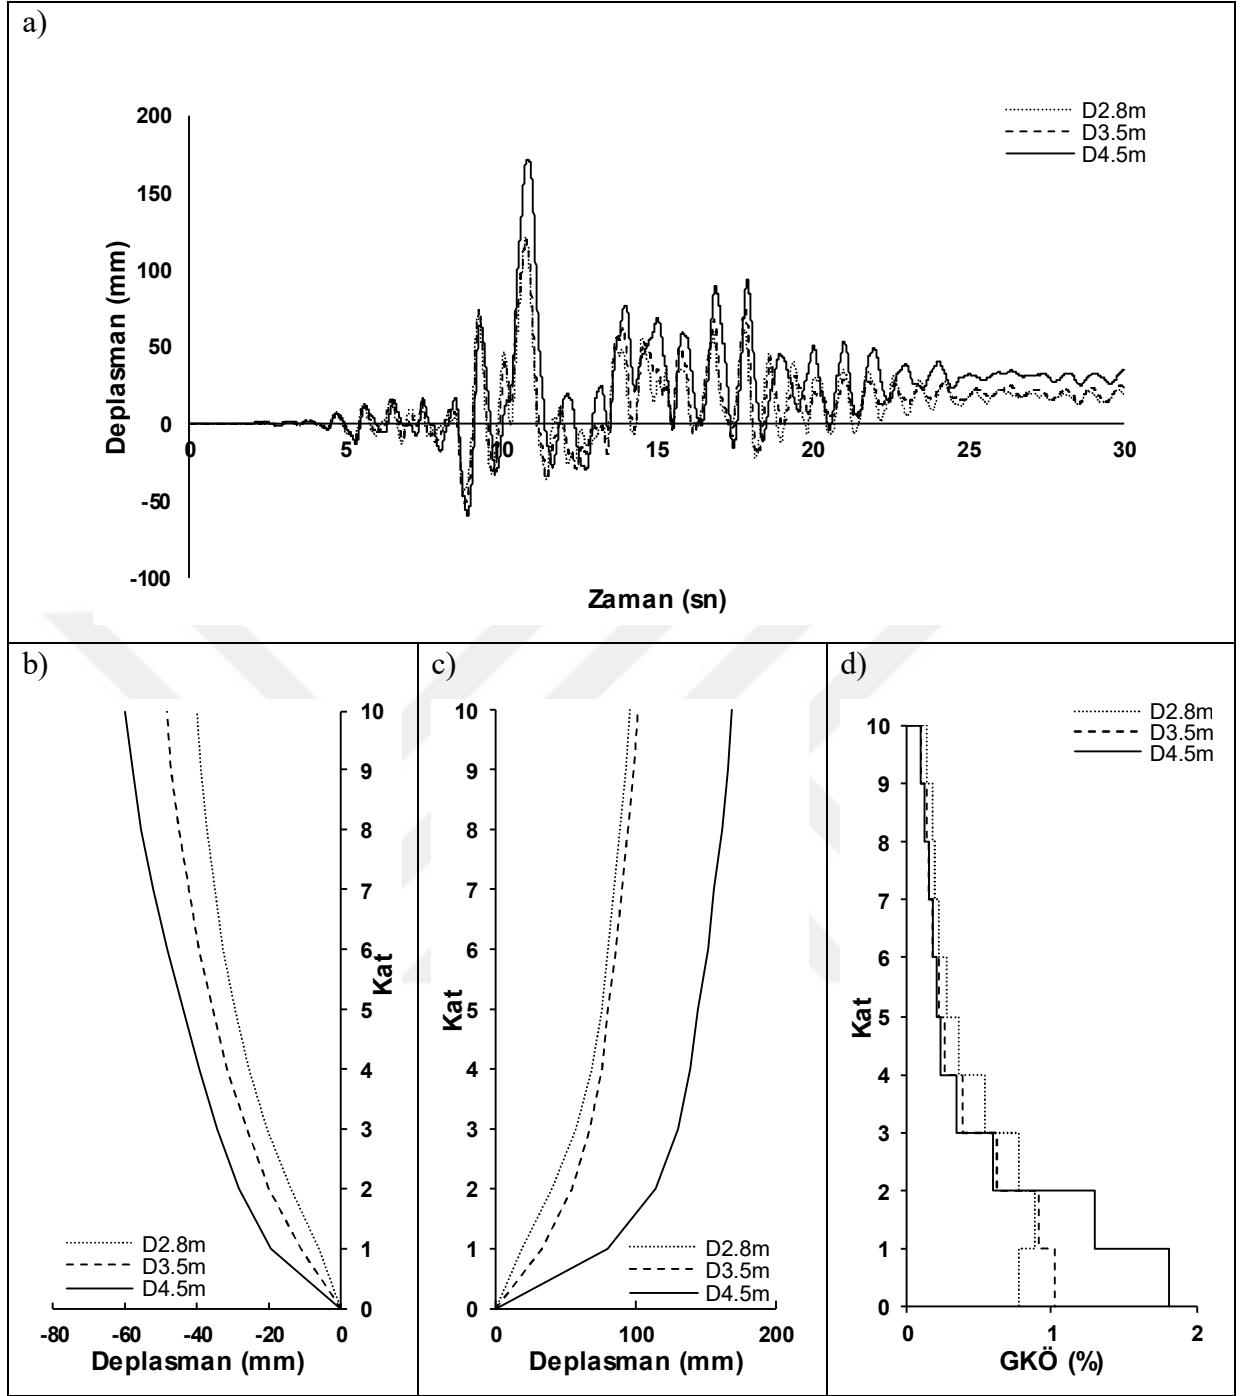 a)
D2.8m
D3.5m
D4.5m
200
150
100
50
0
-50
-100
Deplasman (mm)
0 5 10 15 20 25 30
Zaman (sn)
b)
10
9
8
7
6
5
4
3
2
1
0
Kat
D2.8m
D3.5m
D4.5m
-80 -60 -40 -20 0
Deplasman (mm)
c)
10
9
8
7
6
5
4
3
2
1
0
Kat
D2.8m
D3.5m
D4.5m
0 100 200
Deplasman (mm)
d)
D2.8m
D3.5m
D4.5m
10
9
8
7
6
5
4
3
2
1
0
Kat
0 1 2
GKÖ (%)